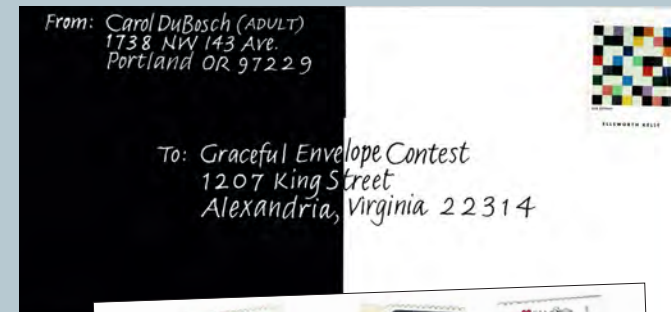 From: Carol DuBosch (ADULT)
1738 NW 143 Ave.
Portland OR 97229
ELLSWORTH KELLY
To: Graceful Envelope Contest
1207 King Street
Alexandria, Virginia 22314